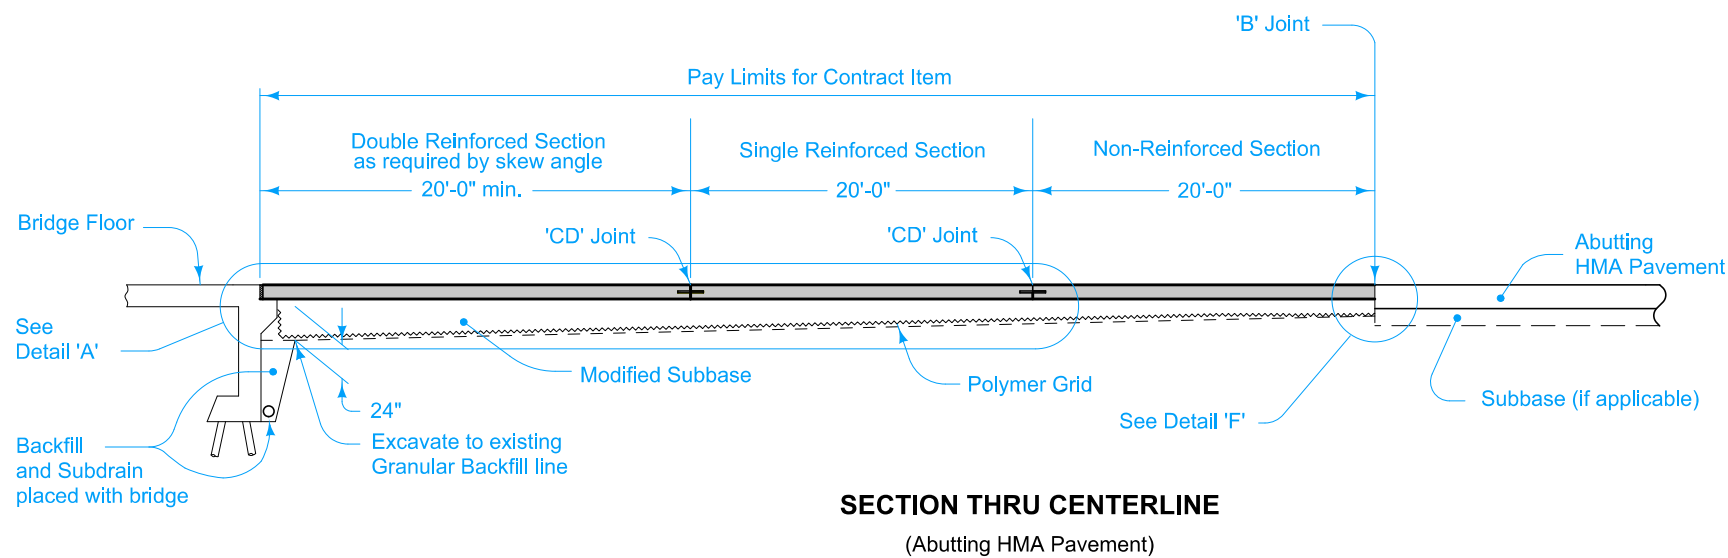 'B' Joint
Pay Limits for Contract Item
Double Reinforced Section
as required by skew angle
20'-0" min.
Single Reinforced Section
20'-0"
Non-Reinforced Section
20'-0"
Bridge Floor
'CD' Joint
'CD' Joint
Abutting
HMA Pavement
See
Detail 'A'
Modified Subbase
Polymer Grid
Subbase (if applicable)
24"
See Detail 'F'
Excavate to existing
Granular Backfill line
Backfill
and Subdrain
placed with bridge
SECTION THRU CENTERLINE
(Abutting HMA Pavement)